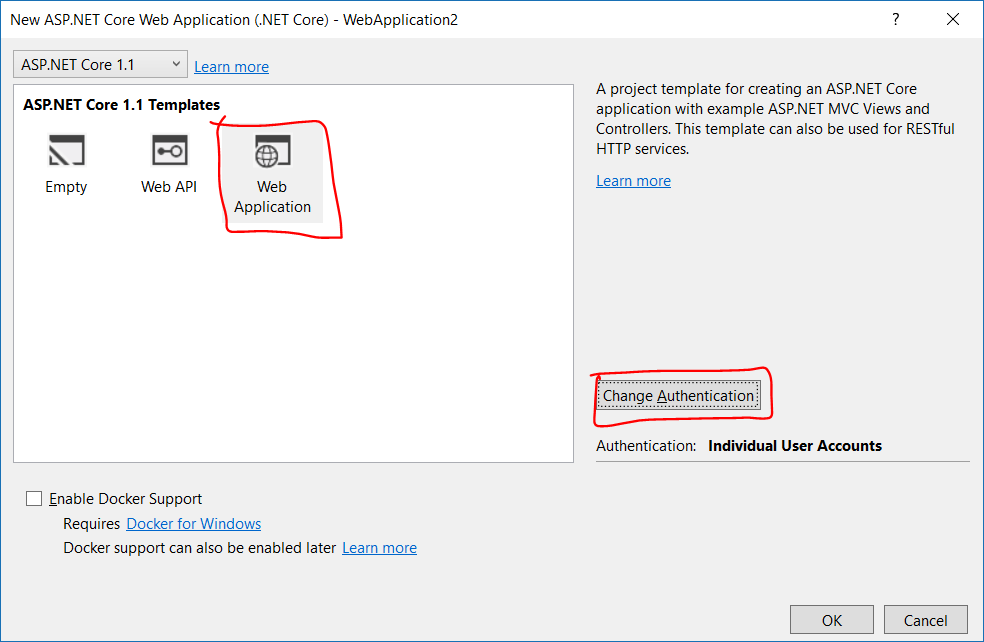 New ASP.NET Core Web Application (.NET Core) - WebApplication2
?
ASP.NET Core 1.1
Learn more
ASP.NET Core 1.1 Templates
Empty
Web API
Web
Application
A project template for creating an ASP.NET Core
application with example ASP.NET MVC Views and
Controllers. This template can also be used for RESTful
HTTP services.
Learn more
Change Authentication
Authentication: Individual User Accounts
Enable Docker Support
Requires Docker for Windows
Docker support can also be enabled later Learn more
OK
Cancel